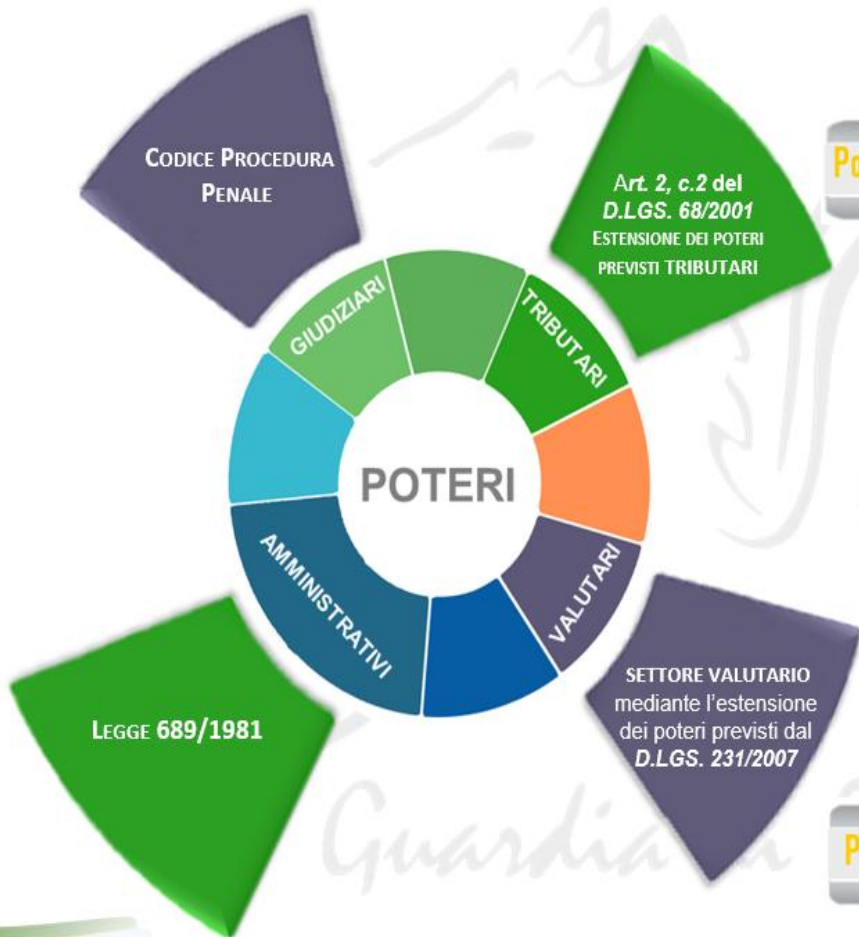 CODICE PROCEDURA
PENALE
Art. 2, c.2 del
D.LGS. 68/2001
ESTENSIONE DEI POTERI
PREVISTI TRIBUTARI
GIUDIZIARI
TRIBUTARI
POTERI
AMMINISTRATIVI
VALUTARI
LEGGE 689/1981
SETTORE VALUTARIO
mediante l’estensione
dei poteri previsti dal
D.LGS. 231/2007
Guardia